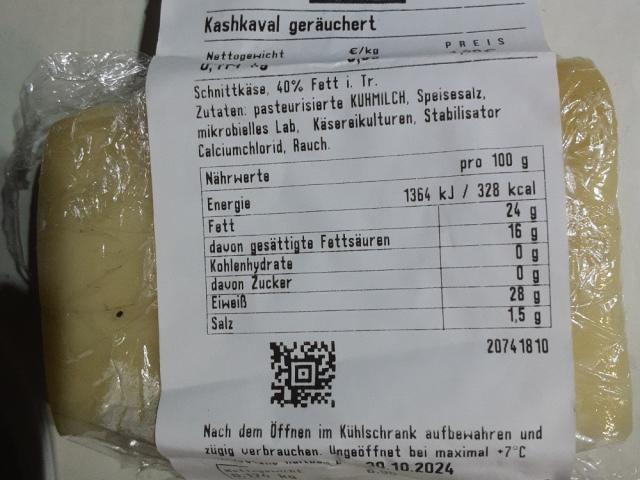 Kashkaval geräuchert
Nettogewicht €/kg PREIS
Schnittkäse, 40% Fett i. Tr.
Zutaten: pasteurisierte KUHMILCH, Speisesalz,
mikrobielles Lab, Käsereikulturen, Stabilisator
Calciumchlorid, Rauch.
Nährwerte pro 100 g
Energie 1364 kJ / 328 kcal
Fett 24 g
davon gesättigte Fettsäuren 16 g
Kohlenhydrate 0 g
davon Zucker 0 g
Eiweiß 28 g
Salz 1,5 g
20741810
Nach dem Öffnen im Kühlschrank aufbewahren und
zügig verbrauchen. Ungeöffnet bei maximal +7°C
30.10.2024